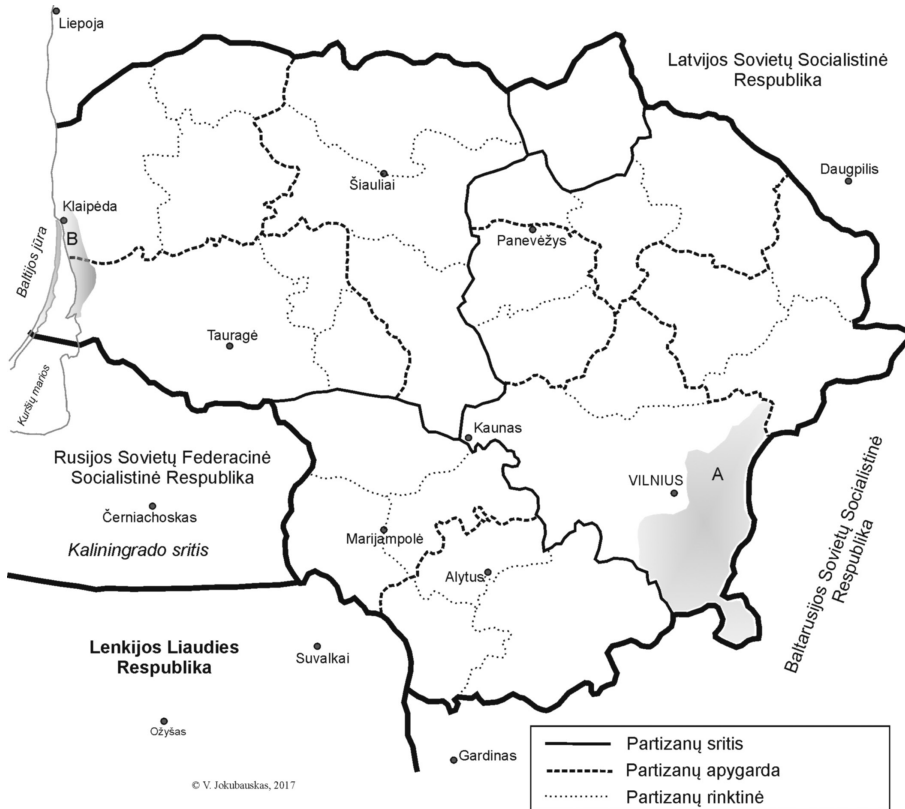 Liepoja
Latvijos Sovietų Socialistinė
Respublika
Daugpilis
Šiauliai
Klaipėda
B
Panevėžys
Baltijos jūra
Tauragė
Kuršių marios
Kaunas
Rusijos Sovietų Federacinė
Socialistinė Respublika
Černiachoskas
Kaliningrado sritis
VILNIUS
A
Baltarusijos Sovietų Socialistinė
Respublika
Marijampolė
Alytus
Lenkijos Liaudies
Respublika
Suvalkai
Ožyšas
Gardinas
Partizanų sritis
Partizanų apygarda
Partizanų rinktinė
© V. Jokubauskas, 2017